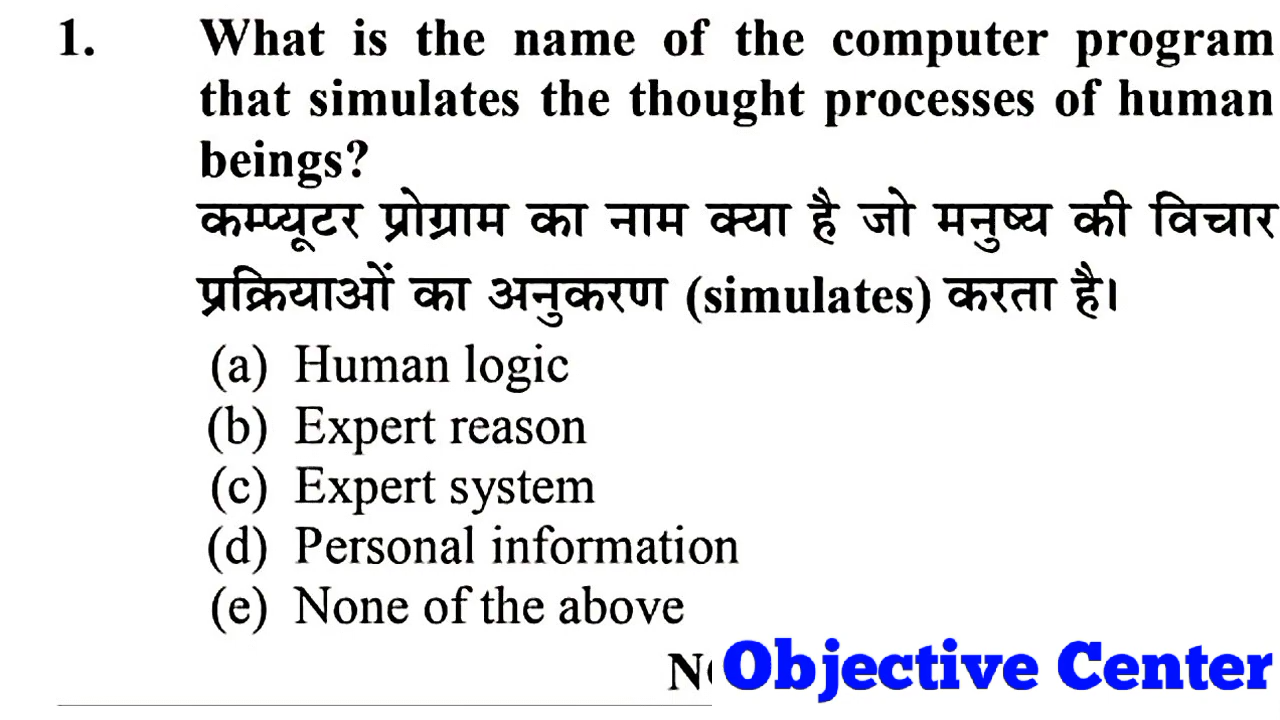 1. What is the name of the computer program
that simulates the thought processes of human
beings?
कम्प्यूटर प्रोग्राम का नाम क्या है जो मनुष्य की विचार
प्रक्रियाओं का अनुकरण (simulates) करता है।
(a) Human logic
(b) Expert reason
(c) Expert system
(d) Personal information
(e) None of the above
Objective Center